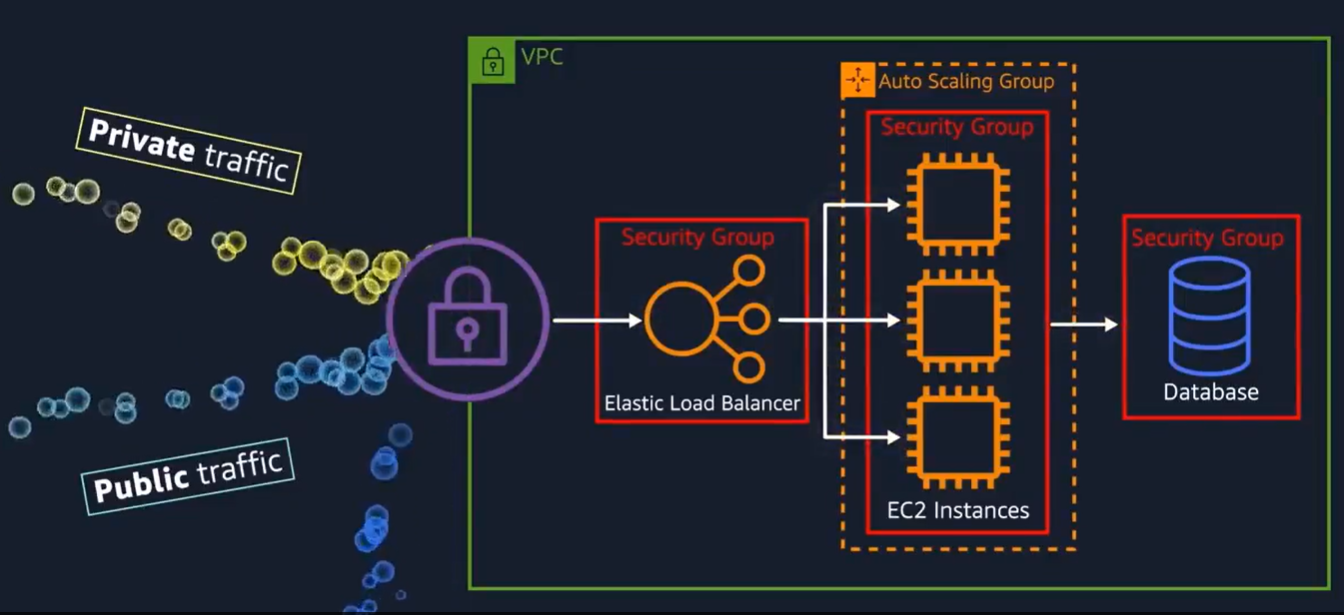 VPC
Auto Scaling Group
Private traffic
Security Group
Security Group
Security Group
Elastic Load Balancer
Database
Public traffic
EC2 Instances